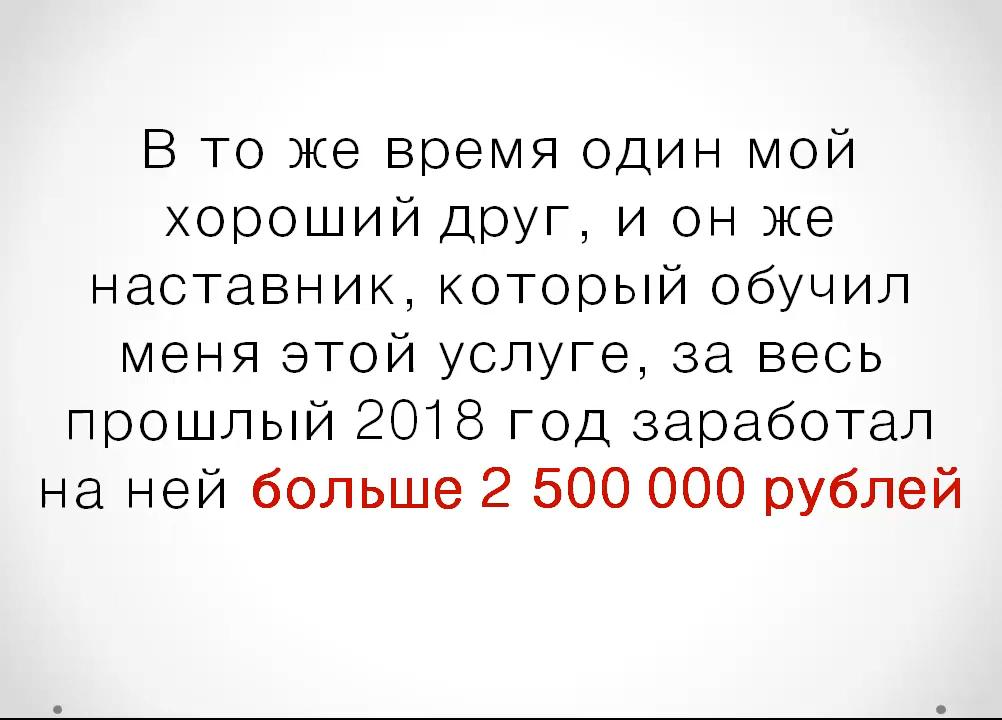 В то же время один мой
хороший друг, и он же
наставник, который обучил
меня этой услуге, за весь
прошлый 2018 год заработал
на ней больше 2 500 000 рублей